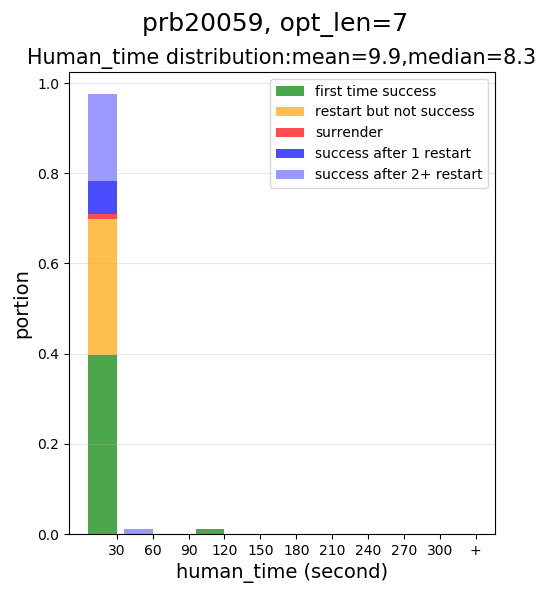 prb20059, opt_len=7
Human_time distribution:mean=9.9,median=8.3
first time success
restart but not success
surrender
success after 1 restart
success after 2+ restart
1.0
0.8
0.6
0.4
0.2
0.0
portion
30 60 90 120 150 180 210 240 270 300 +
human_time (second)